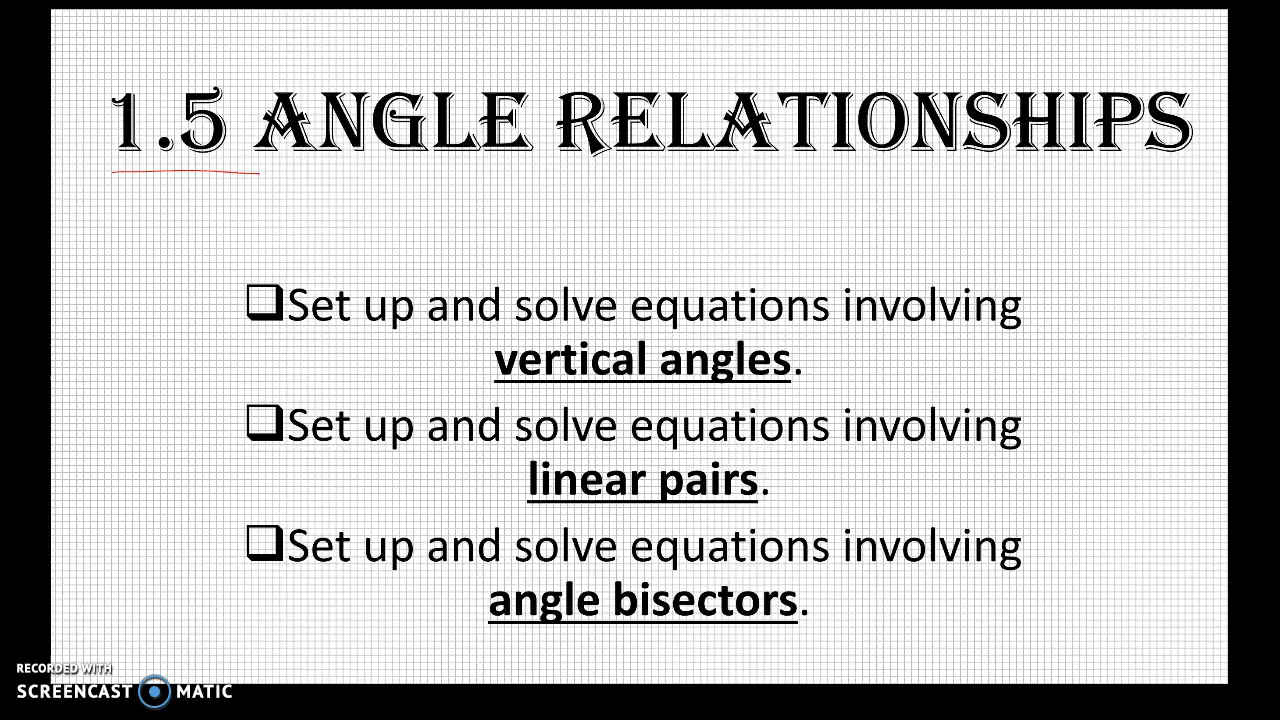 1.5 ANGLE RELATIONSHIPS
Set up and solve equations involving
vertical angles.
Set up and solve equations involving
linear pairs.
Set up and solve equations involving
angle bisectors.
RECORDED WITH
SCREENCAST MATIC